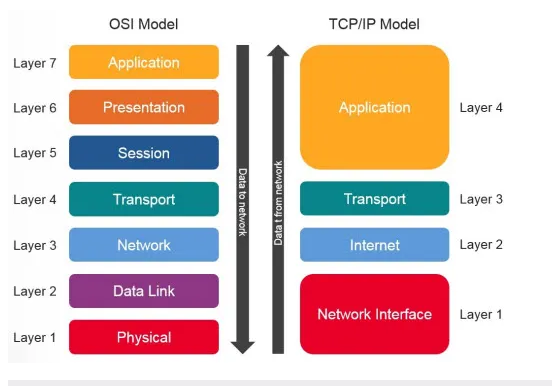 OSI Model
TCP/IP Model
Layer 7
Application
Layer 6
Presentation
Layer 5
Session
Layer 4
Transport
Layer 3
Network
Layer 2
Data Link
Layer 1
Physical
Data to network
Data t from network
Application
Layer 4
Transport
Layer 3
Internet
Layer 2
Network Interface
Layer 1